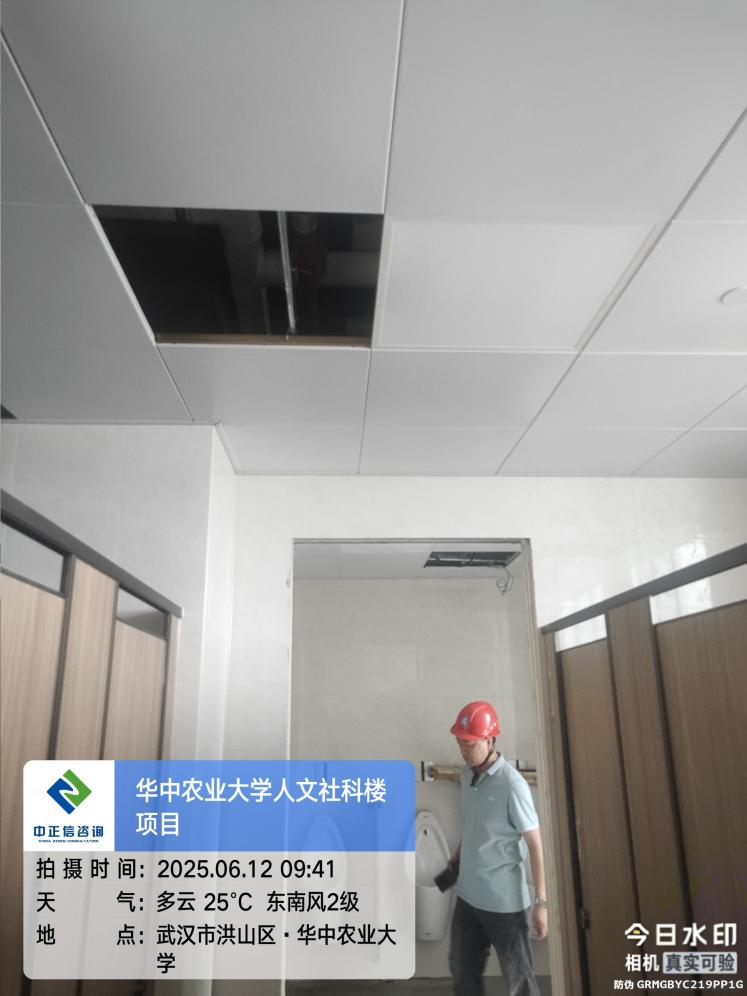 华中农业大学人文社科楼
项目
中正信咨询
CHINA ZEXIN CONSULTATION
拍摄时间: 2025.06.12 09:41
天气: 多云 25°C 东南风2级
地点: 武汉市洪山区·华中农业大
学
今日水印
相机 真实可验
防伪 GRMGBYC219PP1G